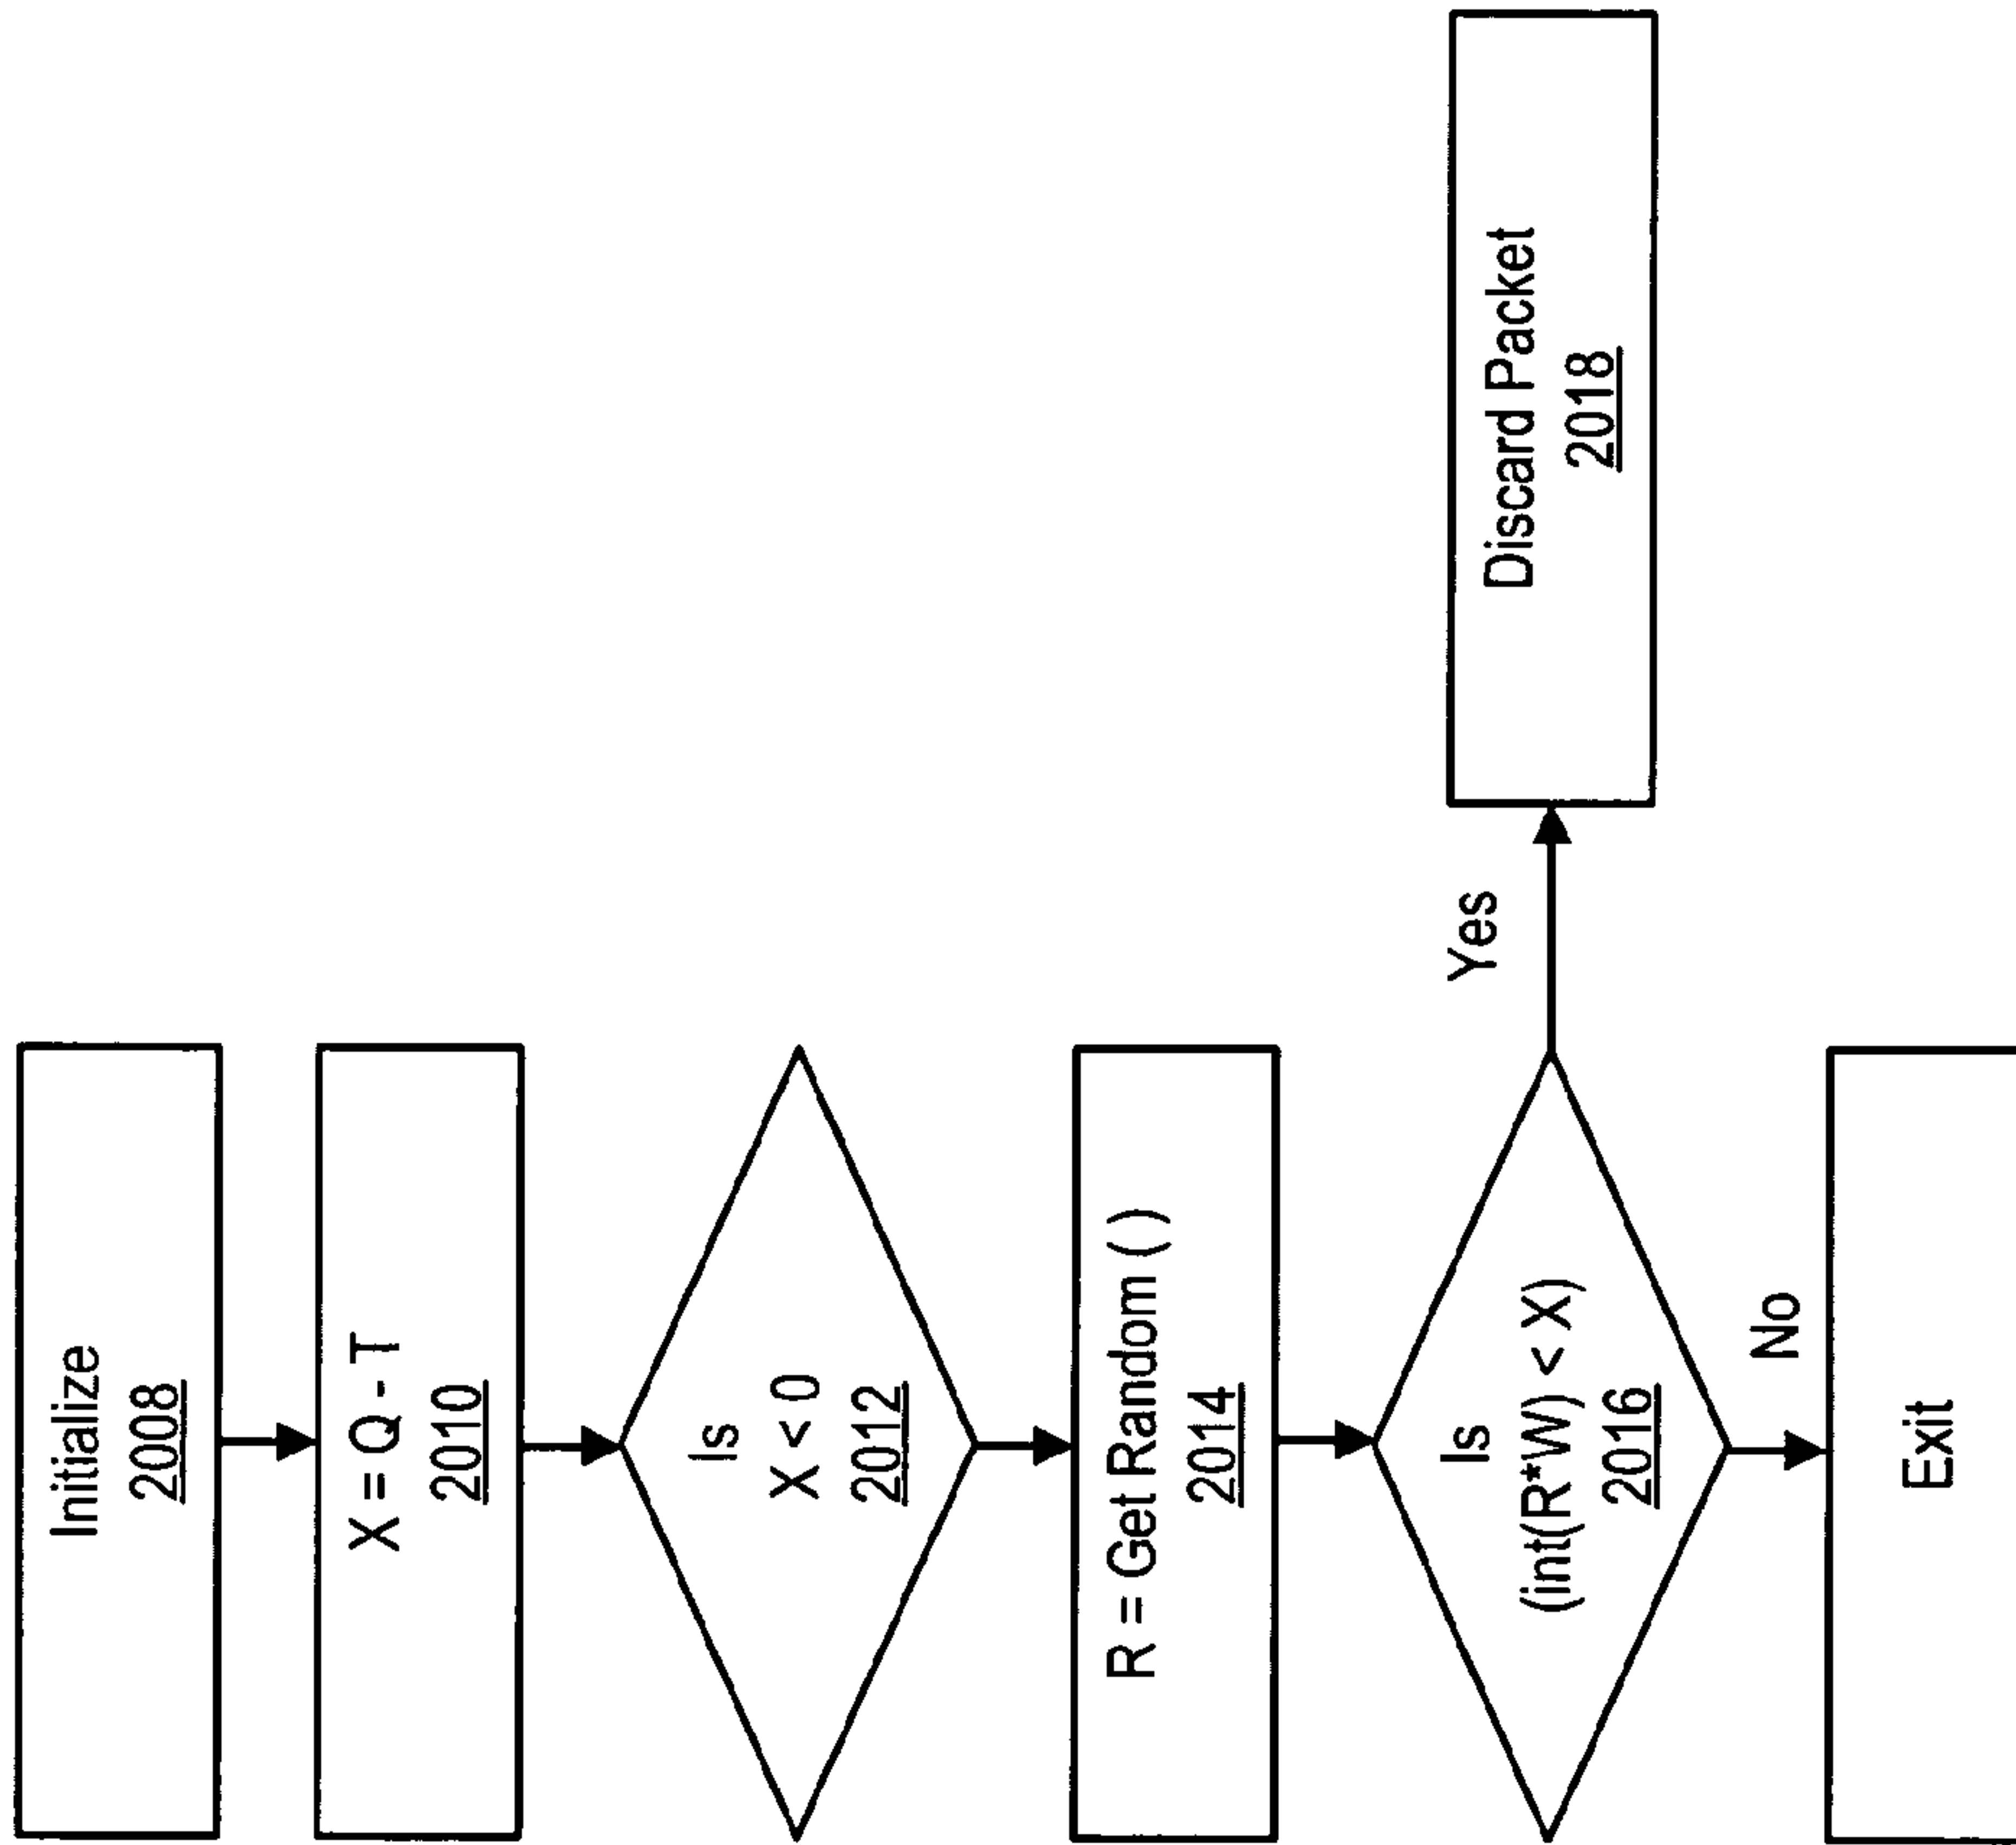 Initialize
2008
X = Q - T
2010
Is
X < 0
2012
R = Get Random ( )
2014
Is
(int(R*W) < X)
2016
Yes
Discard Packet
2018
No
Exit